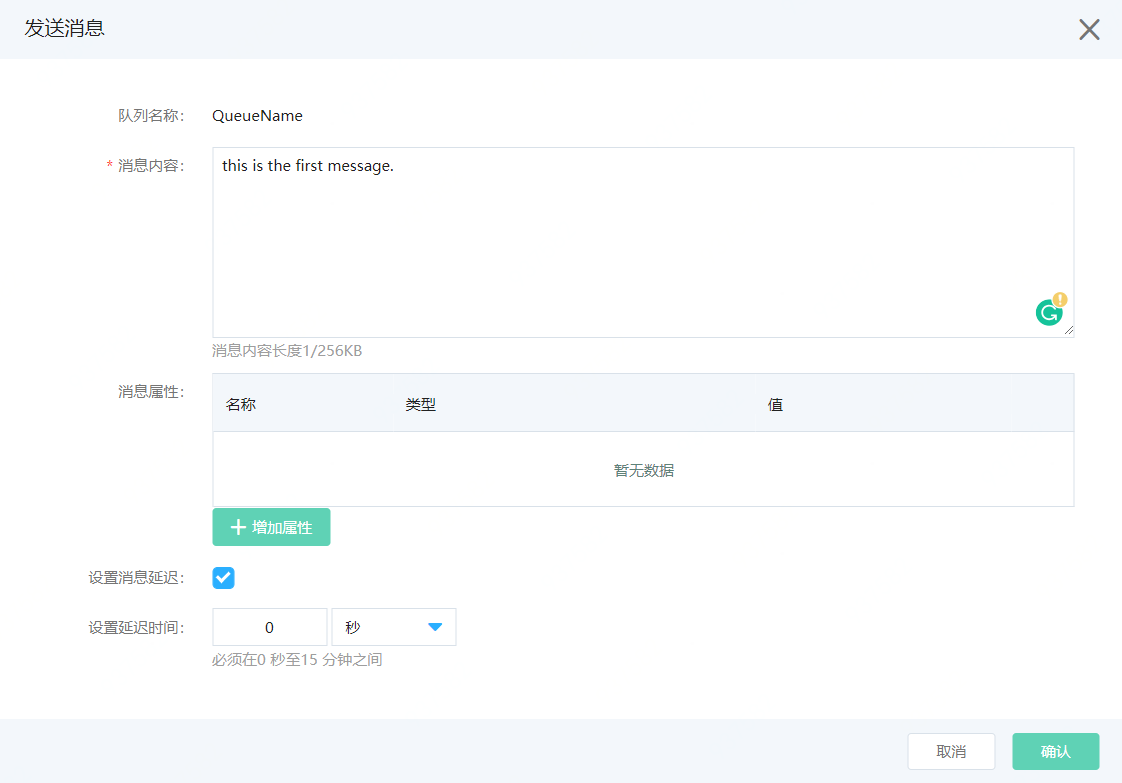 发送消息
队列名称： QueueName
* 消息内容： this is the first message.
消息内容长度1/256KB
消息属性：
名称 类型 值
暂无数据
增加属性
设置消息延迟：
设置延迟时间： 0 秒
必须在0 秒至15 分钟之间
取消 确认